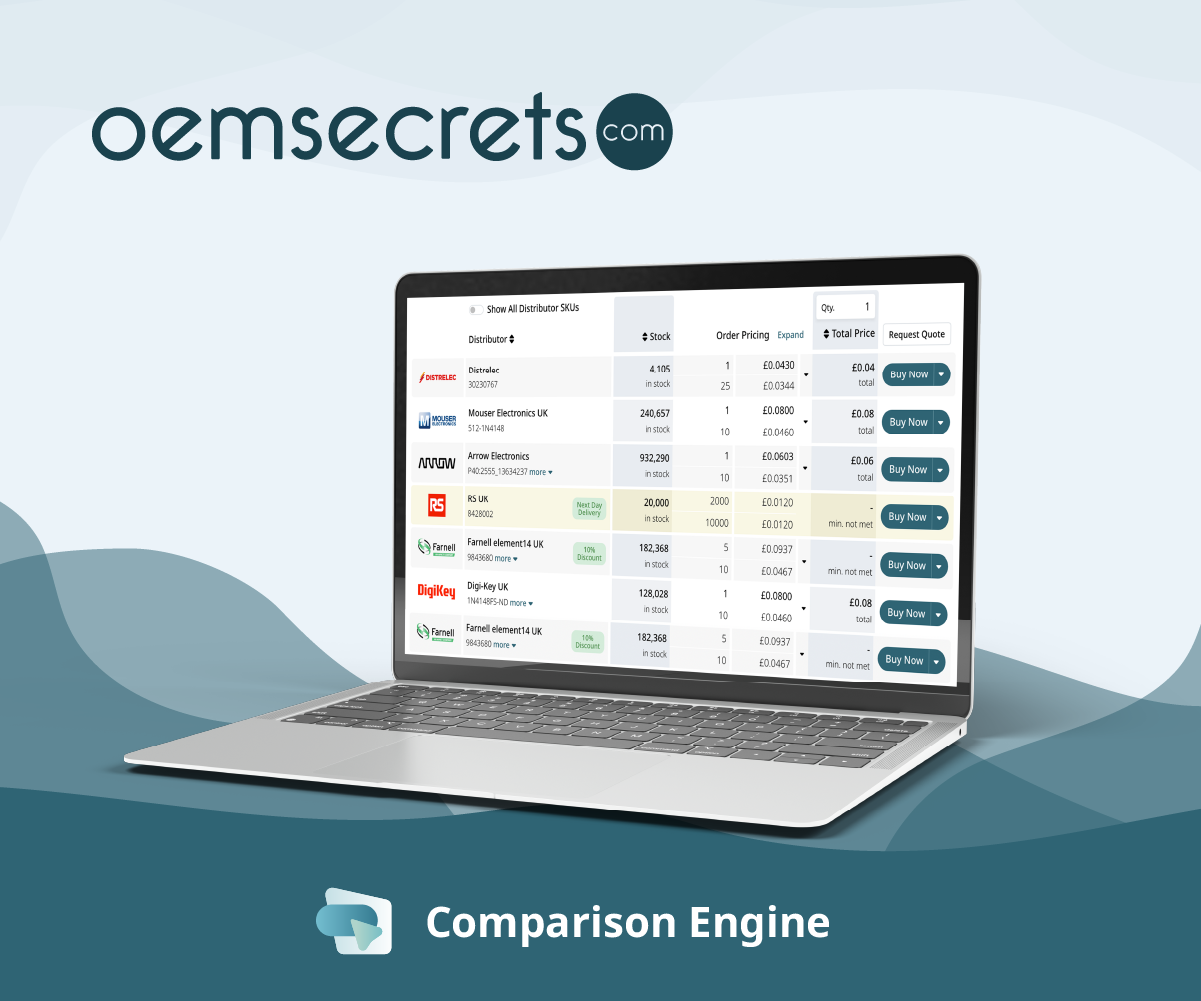 oemsecrets com
Show All Distributor SKUs
Qty. 1
Distributor Stock Order Pricing Expand Total Price Request Quote
DISTRELEC Distrelec 4,105 1 £0.0430 £0.04 Buy Now
30230767 in stock 25 £0.0344 total
MOUSER ELECTRONICS Mouser Electronics UK 240,657 1 £0.0800 £0.08 Buy Now
512-1N4148 in stock 10 £0.0460 total
ARROW Arrow Electronics 932,290 1 £0.0603 £0.06 Buy Now
P40:2555_13634237 more in stock 10 £0.0351 total
RS RS UK Next Day Delivery 20,000 2000 £0.0120 - Buy Now
8428002 in stock 10000 £0.0120 min. not met
Farnell Farnell element14 UK 10% Discount 182,368 5 £0.0937 - Buy Now
9843680 more in stock 10 £0.0467 min. not met
DigiKey Digi-Key UK 128,028 1 £0.0800 £0.08 Buy Now
1N4148FS-ND more in stock 10 £0.0460 total
Farnell Farnell element14 UK 10% Discount 182,368 5 £0.0937 - Buy Now
9843680 more in stock 10 £0.0467 min. not met
Comparison Engine